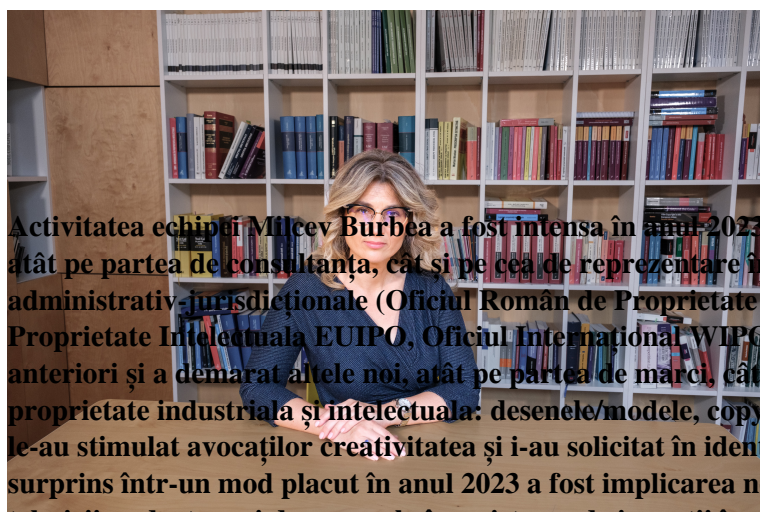 Activitatea echipei Milcev Burbea a fost intensa în anul 2023
atât pe partea de consultanța, cât și pe cea de reprezentare în
administrativ-jurisdicționale (Oficiul Român de Proprietate
Proprietate Intelectuala EUIPO, Oficiul Internațional WIPO
anteriori și a demarat altele noi, atât pe partea de marci, cât
proprietate industriala și intelectuala: desenele/modele, copy
le-au stimulat avocaților creativitatea și i-au solicitat în iden
surprins într-un mod placut în anul 2023 a fost implicarea n